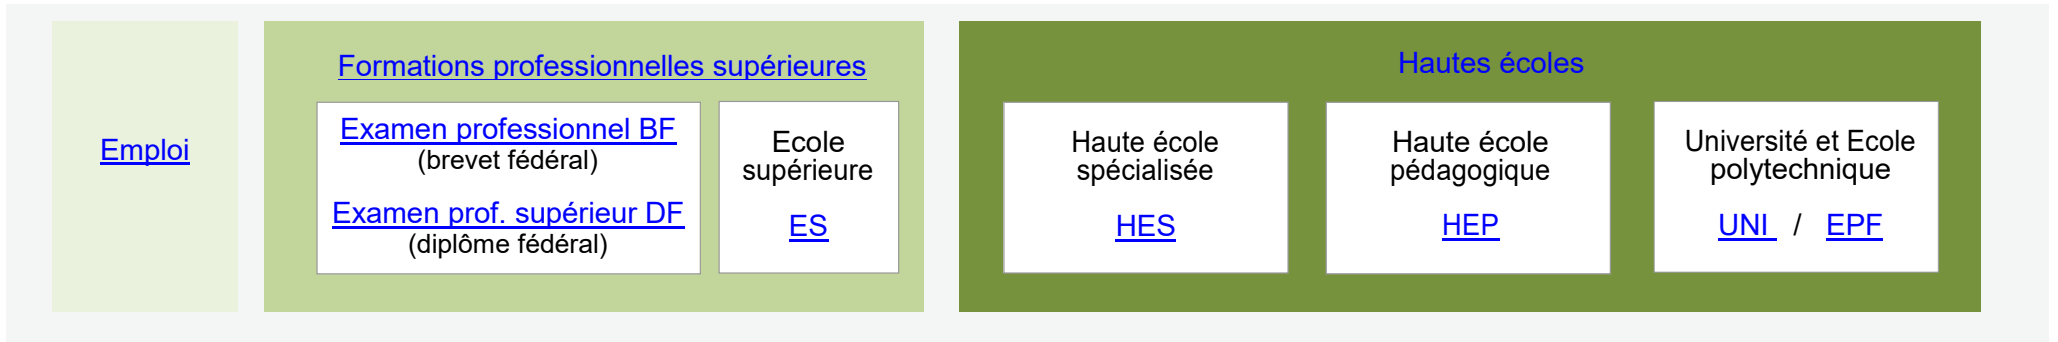 Emploi
Formations professionnelles supérieures
Examen professionnel BF
(brevet fédéral)
Examen prof. supérieur DF
(diplôme fédéral)
Ecole
supérieure
ES
Hautes écoles
Haute école
spécialisée
HES
Haute école
pédagogique
HEP
Université et Ecole
polytechnique
UNI / EPF